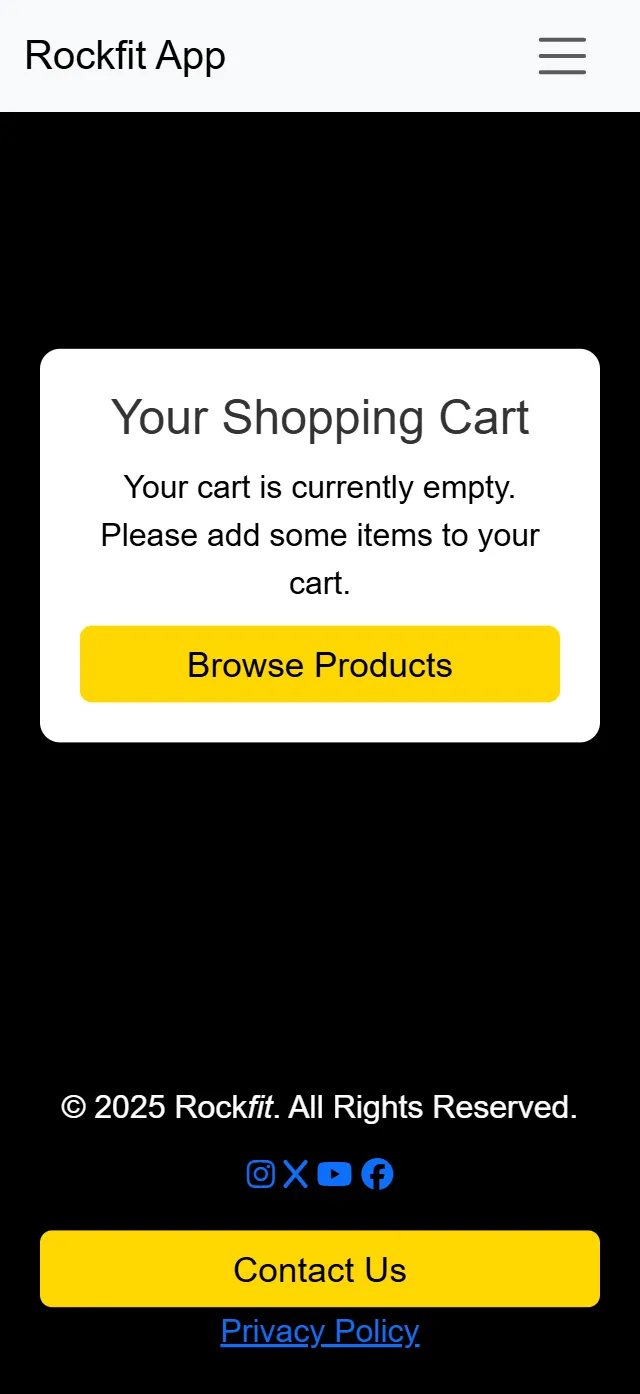 Rockfit App
Your Shopping Cart
Your cart is currently empty.
Please add some items to your
cart.
Browse Products
© 2025 Rockfit. All Rights Reserved.
Contact Us
Privacy Policy